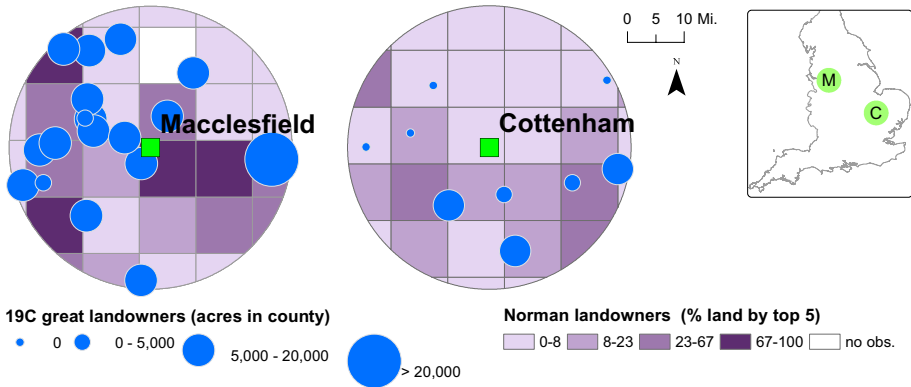 0 5 10 Mi.
N
M
C
Macclesfield
Cottenham
19C great landowners (acres in county)
0
0 - 5,000
5,000 - 20,000
> 20,000
Norman landowners (% land by top 5)
0-8
8-23
23-67
67-100
no obs.